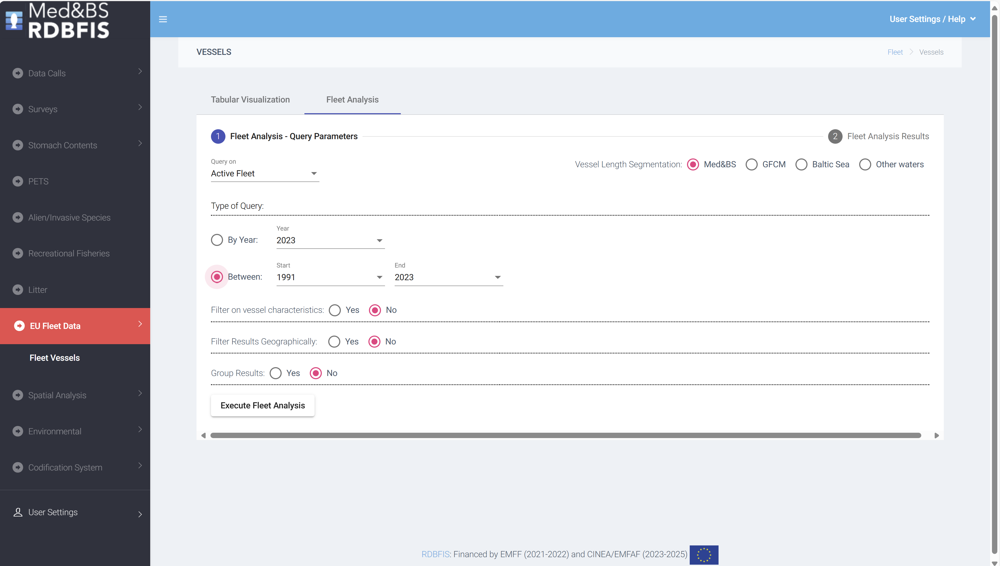 Med&BS
RDBFIS
User Settings / Help
VESSELS
Fleet > Vessels
Data Calls
Surveys
Stomach Contents
PETS
Alien/Invasive Species
Recreational Fisheries
Litter
EU Fleet Data
Fleet Vessels
Spatial Analysis
Environmental
Codification System
User Settings
Tabular Visualization
Fleet Analysis
1 Fleet Analysis - Query Parameters
2 Fleet Analysis Results
Query on
Active Fleet
Vessel Length Segmentation: Med&BS GFCM Baltic Sea Other waters
Type of Query:
Year
By Year: 2023
Start End
Between: 1991 2023
Filter on vessel characteristics: Yes No
Filter Results Geographically: Yes No
Group Results: Yes No
Execute Fleet Analysis
RDBFIS: Financed by EMFF (2021-2022) and CINEA/EMFAF (2023-2025)